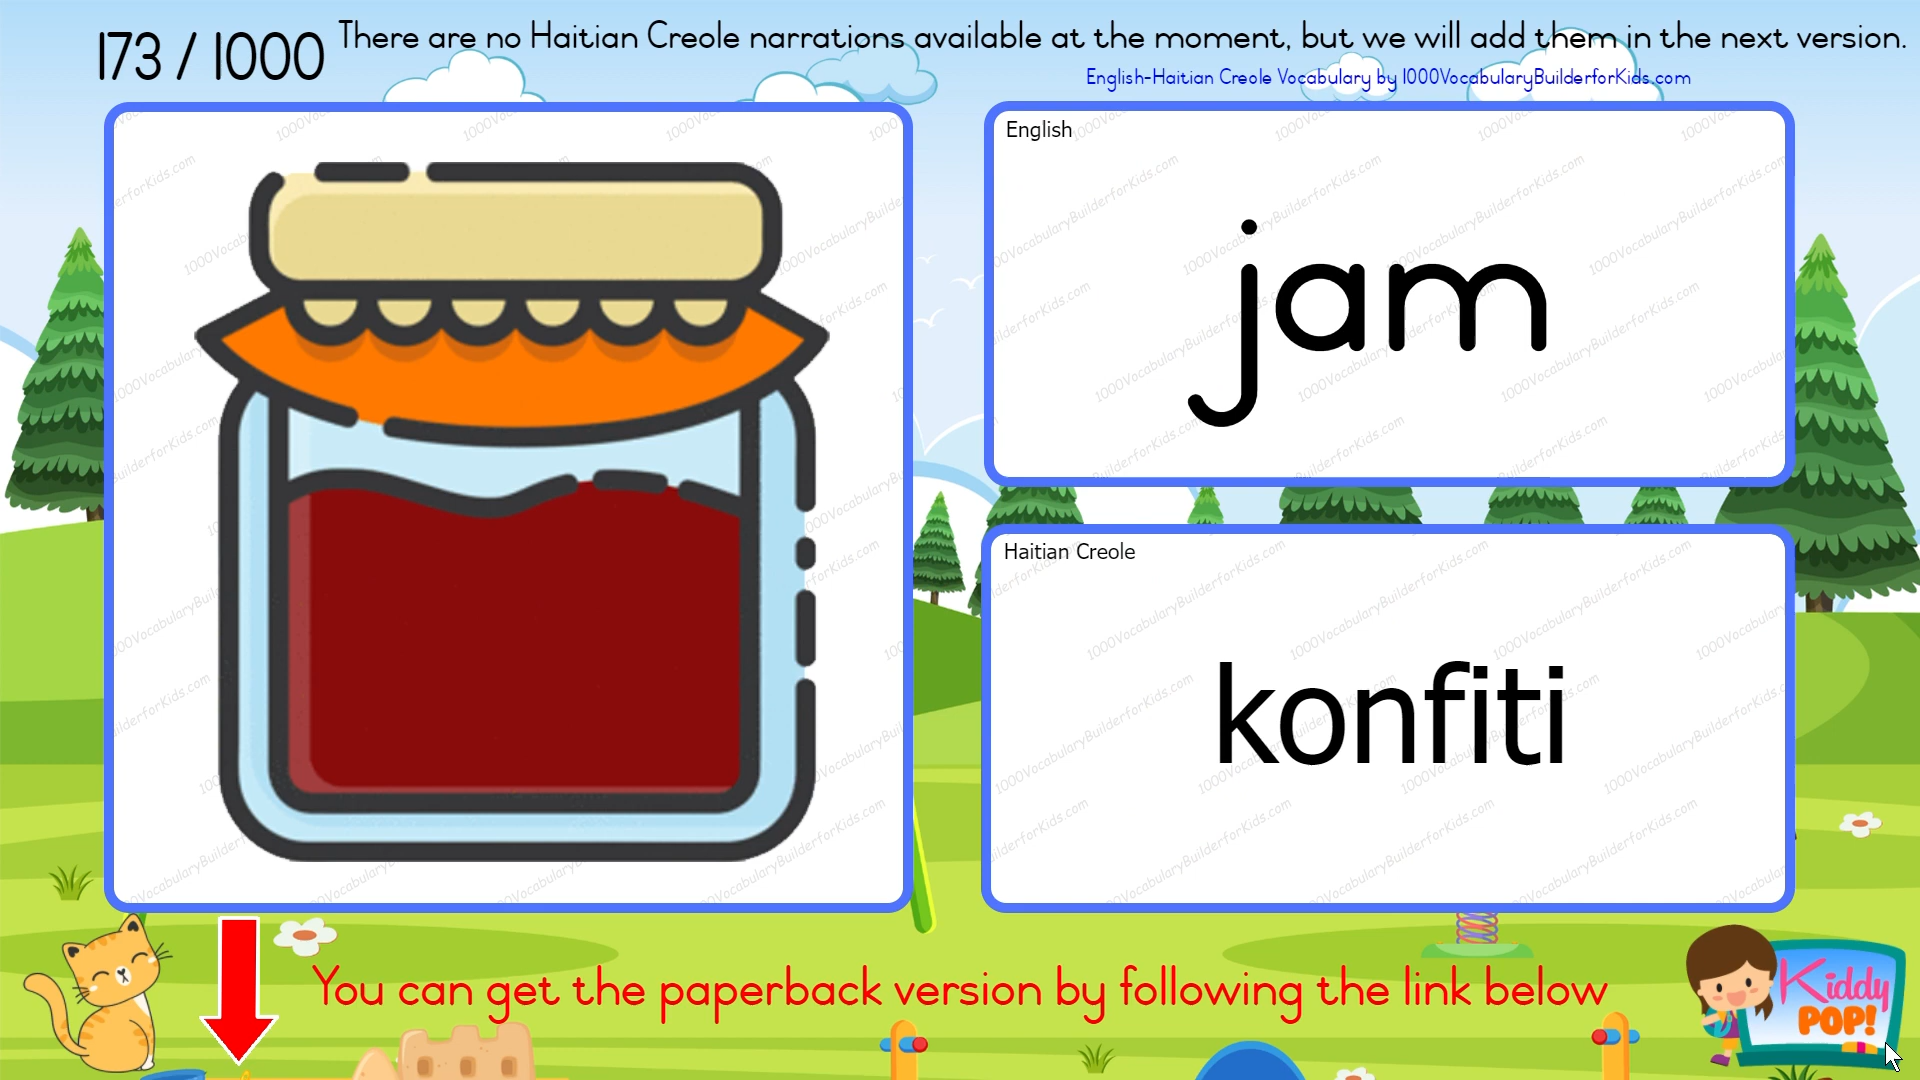 173 / 1000
There are no Haitian Creole narrations available at the moment, but we will add them in the next version.
English-Haitian Creole Vocabulary by 1000VocabularyBuilderforKids.com
English
jam
Haitian Creole
konfiti
You can get the paperback version by following the link below
Kiddy
POP!
1000VocabularyBuilderforKids.com